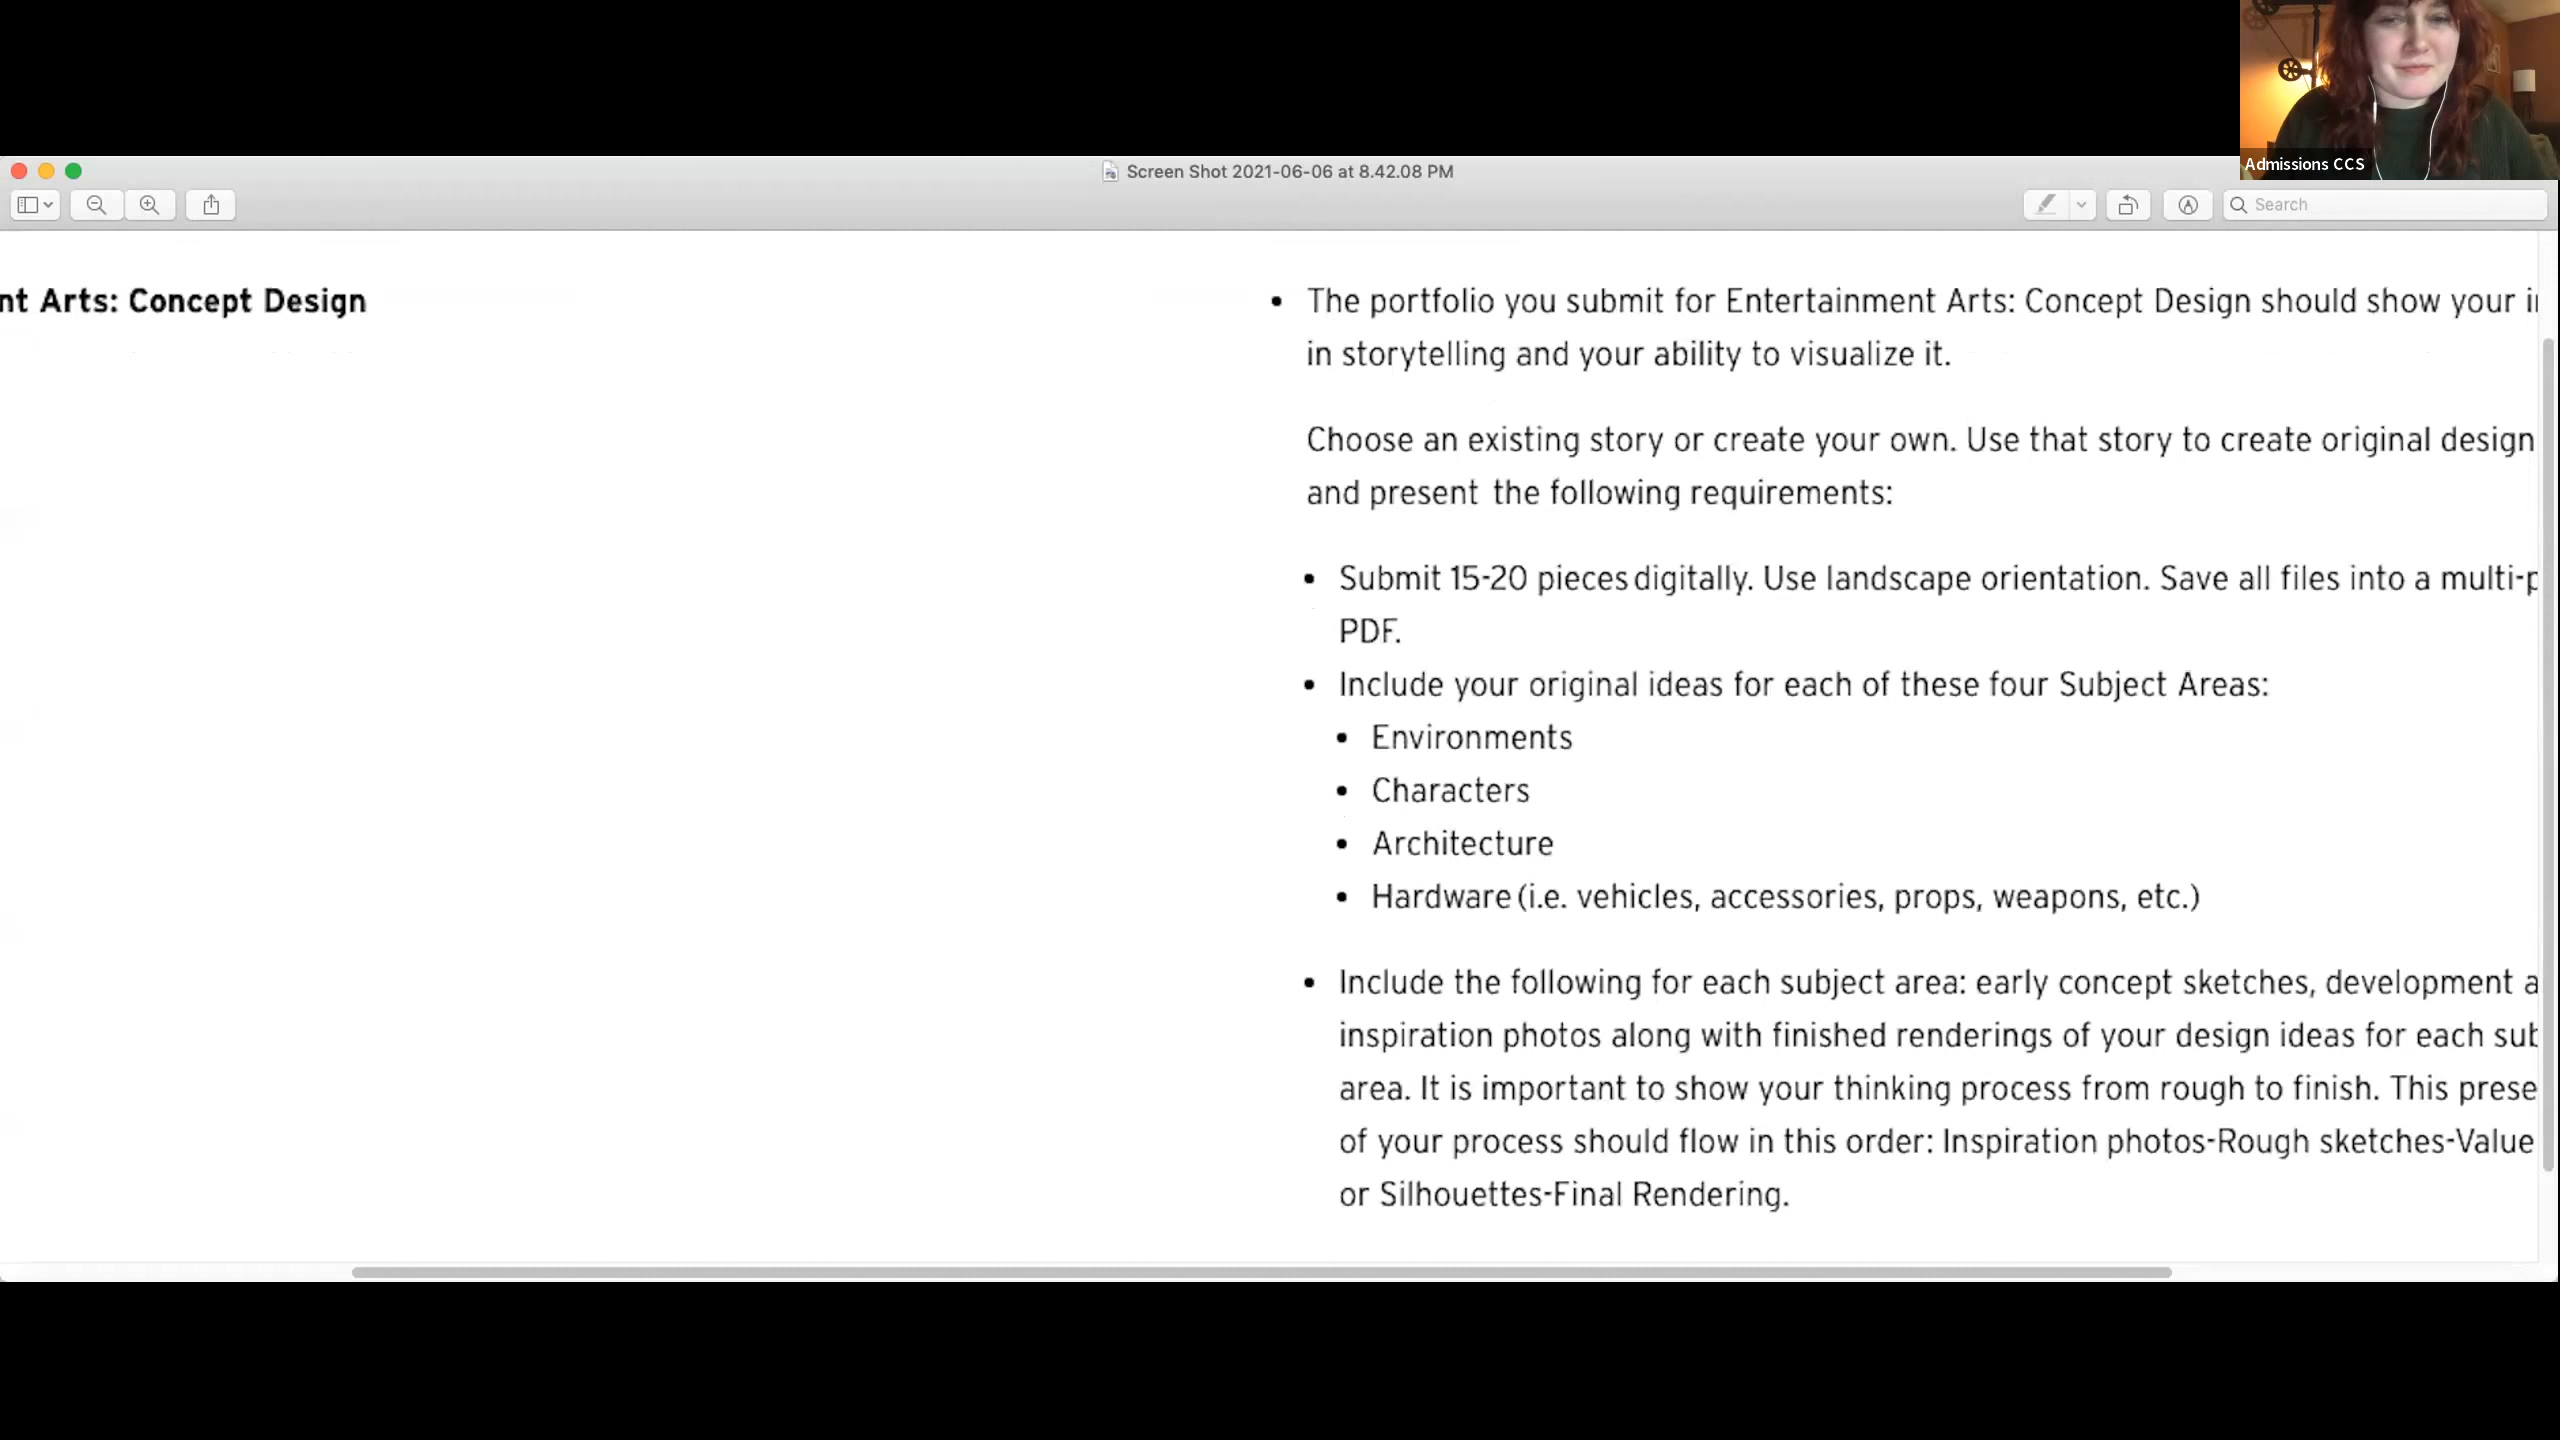 Admissions CCS
Screen Shot 2021-06-06 at 8.42.08 PM
Search
nt Arts: Concept Design
• The portfolio you submit for Entertainment Arts: Concept Design should show your
in storytelling and your ability to visualize it.
Choose an existing story or create your own. Use that story to create original design
and present the following requirements:
• Submit 15-20 pieces digitally. Use landscape orientation. Save all files into a multi-p
PDF.
• Include your original ideas for each of these four Subject Areas:
• Environments
• Characters
• Architecture
• Hardware (i.e. vehicles, accessories, props, weapons, etc.)
• Include the following for each subject area: early concept sketches, development a
inspiration photos along with finished renderings of your design ideas for each sub
area. It is important to show your thinking process from rough to finish. This prese
of your process should flow in this order: Inspiration photos-Rough sketches-Value
or Silhouettes-Final Rendering.